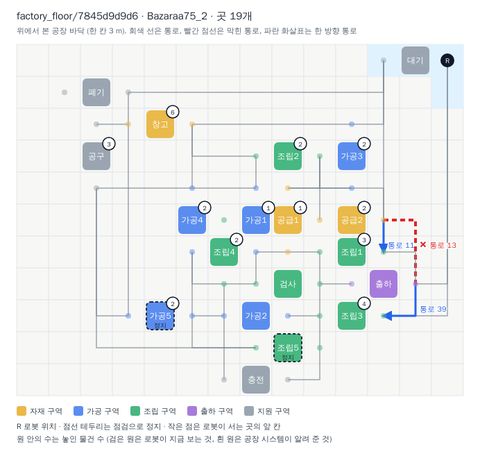 factory_floor/7845d9d9d6 · Bazaraa75_2 · 곳 19개
위에서 본 공장 바닥 (한 칸 3 m). 회색 선은 통로, 빨간 점선은 막힌 통로, 파란 화살표는 한 방향 통로
대기
R
폐기
창고
6
공구
3
조립2
2
가공3
2
가공4
2
가공1
1
공급1
1
공급2
2
통로 11
× 통로 13
조립4
2
조립1
3
검사
출하
가공5
정지
2
가공2
조립3
4
통로 39
조립5
정지
충전
자재 구역
가공 구역
조립 구역
출하 구역
지원 구역
R 로봇 위치 · 점선 테두리는 점검으로 정지 · 작은 점은 로봇이 서는 곳의 앞 칸
원 안의 수는 놓인 물건 수 (검은 원은 로봇이 지금 보는 것, 흰 원은 공장 시스템이 알려 준 것)